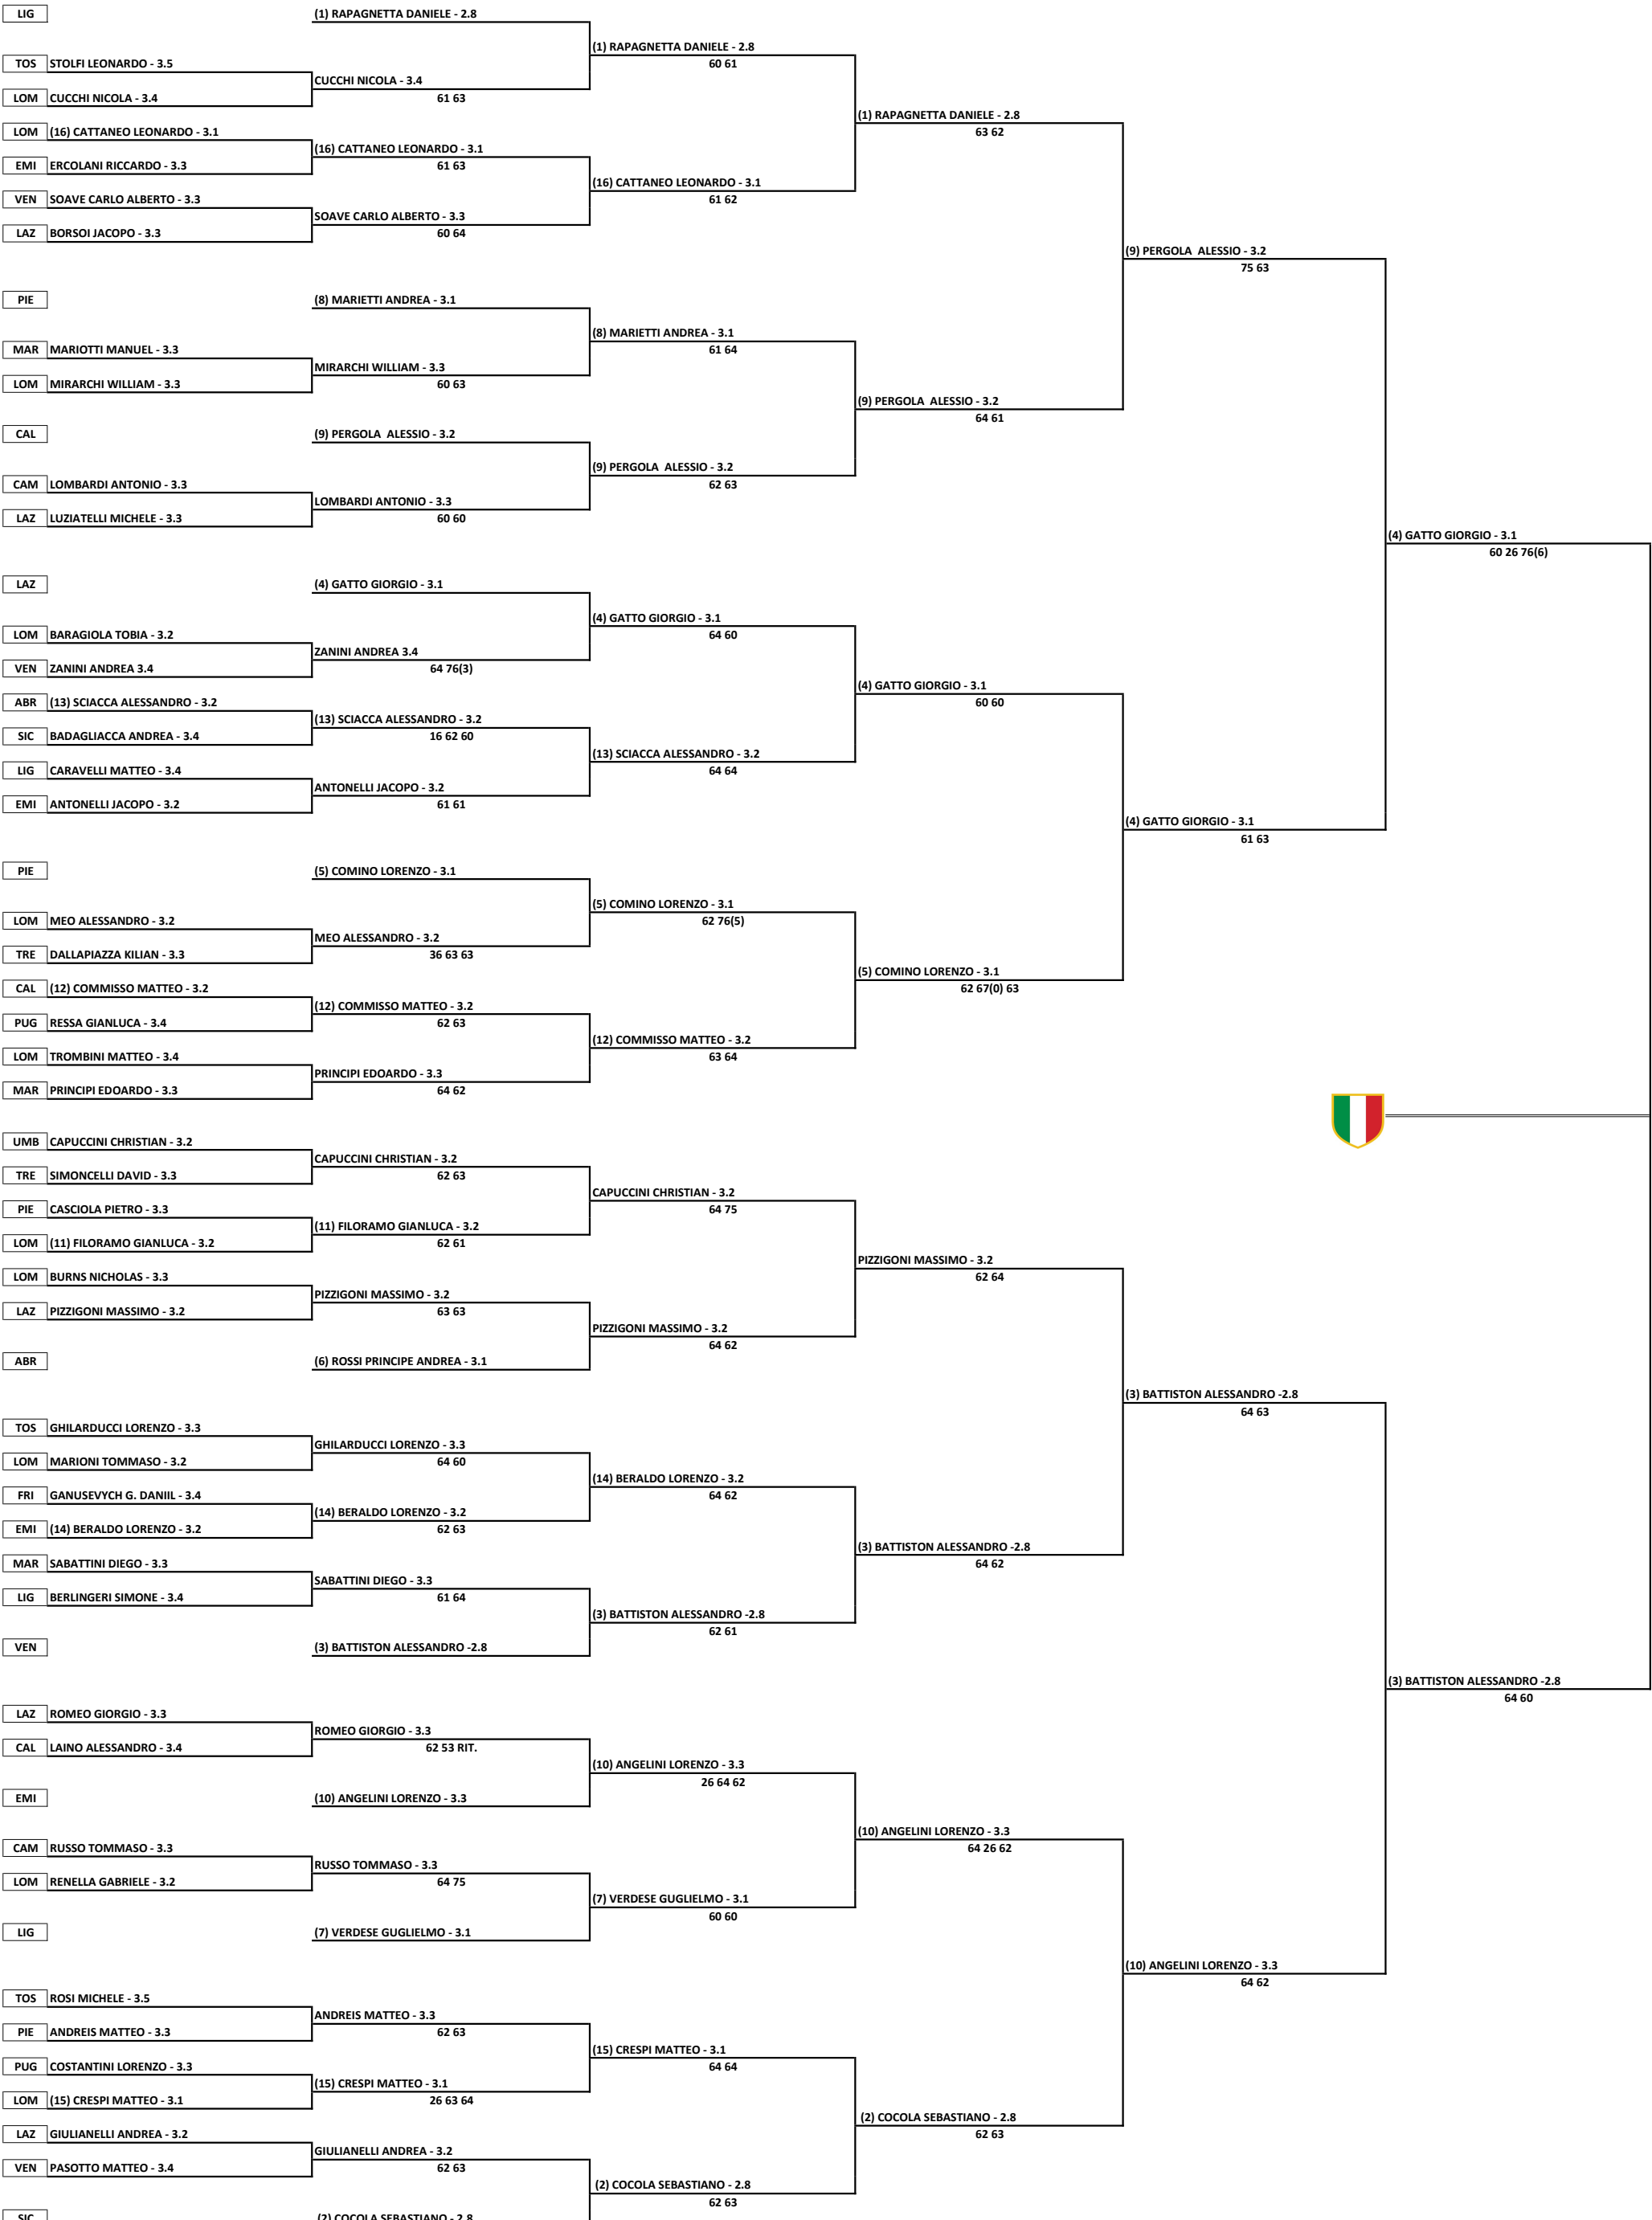 LIG (1) RAPAGNETTA DANIELE - 2.8
(1) RAPAGNETTA DANIELE - 2.8
TOS STOLFI LEONARDO - 3.5 60 61
CUCCHI NICOLA - 3.4
LOM CUCCHI NICOLA - 3.4 61 63
(1) RAPAGNETTA DANIELE - 2.8
LOM (16) CATTANEO LEONARDO - 3.1 63 62
(16) CATTANEO LEONARDO - 3.1
EMI ERCOLANI RICCARDO - 3.3 61 63
(16) CATTANEO LEONARDO - 3.1
VEN SOAVE CARLO ALBERTO - 3.3 61 62
SOAVE CARLO ALBERTO - 3.3
LAZ BORSOI JACOPO - 3.3 60 64
(9) PERGOLA  ALESSIO - 3.2
75 63
PIE (8) MARIETTI ANDREA - 3.1
(8) MARIETTI ANDREA - 3.1
MAR MARIOTTI MANUEL - 3.3 61 64
MIRARCHI WILLIAM - 3.3
LOM MIRARCHI WILLIAM - 3.3 60 63
(9) PERGOLA  ALESSIO - 3.2
64 61
CAL (9) PERGOLA  ALESSIO - 3.2
(9) PERGOLA  ALESSIO - 3.2
CAM LOMBARDI ANTONIO - 3.3 62 63
LOMBARDI ANTONIO - 3.3
LAZ LUZIATELLI MICHELE - 3.3 60 60
(4) GATTO GIORGIO - 3.1
60 26 76(6)
LAZ (4) GATTO GIORGIO - 3.1
(4) GATTO GIORGIO - 3.1
LOM BARAGIOLA TOBIA - 3.2 64 60
ZANINI ANDREA 3.4
VEN ZANINI ANDREA 3.4 64 76(3)
(4) GATTO GIORGIO - 3.1
ABR (13) SCIACCA ALESSANDRO - 3.2 60 60
(13) SCIACCA ALESSANDRO - 3.2
SIC BADAGLIACCA ANDREA - 3.4 16 62 60
(13) SCIACCA ALESSANDRO - 3.2
LIG CARAVELLI MATTEO - 3.4 64 64
ANTONELLI JACOPO - 3.2
EMI ANTONELLI JACOPO - 3.2 61 61
(4) GATTO GIORGIO - 3.1
61 63
PIE (5) COMINO LORENZO - 3.1
(5) COMINO LORENZO - 3.1
LOM MEO ALESSANDRO - 3.2 62 76(5)
MEO ALESSANDRO - 3.2
TRE DALLAPIAZZA KILIAN - 3.3 36 63 63
(5) COMINO LORENZO - 3.1
CAL (12) COMMISSO MATTEO - 3.2 62 67(0) 63
(12) COMMISSO MATTEO - 3.2
PUG RESSA GIANLUCA - 3.4 62 63
(12) COMMISSO MATTEO - 3.2
LOM TROMBINI MATTEO - 3.4 63 64
PRINCIPI EDOARDO - 3.3
MAR PRINCIPI EDOARDO - 3.3 64 62
UMB CAPUCCINI CHRISTIAN - 3.2
CAPUCCINI CHRISTIAN - 3.2
TRE SIMONCELLI DAVID - 3.3 62 63
CAPUCCINI CHRISTIAN - 3.2
PIE CASCIOLA PIETRO - 3.3 64 75
(11) FILORAMO GIANLUCA - 3.2
LOM (11) FILORAMO GIANLUCA - 3.2 62 61
PIZZIGONI MASSIMO - 3.2
LOM BURNS NICHOLAS - 3.3 62 64
PIZZIGONI MASSIMO - 3.2
LAZ PIZZIGONI MASSIMO - 3.2 63 63
PIZZIGONI MASSIMO - 3.2
64 62
ABR (6) ROSSI PRINCIPE ANDREA - 3.1
(3) BATTISTON ALESSANDRO -2.8
64 63
TOS GHILARDUCCI LORENZO - 3.3
GHILARDUCCI LORENZO - 3.3
LOM MARIONI TOMMASO - 3.2 64 60
(14) BERALDO LORENZO - 3.2
FRI GANUSEVYCH G. DANIIL - 3.4 64 62
(14) BERALDO LORENZO - 3.2
EMI (14) BERALDO LORENZO - 3.2 62 63
(3) BATTISTON ALESSANDRO -2.8
MAR SABATTINI DIEGO - 3.3 64 62
SABATTINI DIEGO - 3.3
LIG BERLINGERI SIMONE - 3.4 61 64
(3) BATTISTON ALESSANDRO -2.8
62 61
VEN (3) BATTISTON ALESSANDRO -2.8
(3) BATTISTON ALESSANDRO -2.8
64 60
LAZ ROMEO GIORGIO - 3.3
ROMEO GIORGIO - 3.3
CAL LAINO ALESSANDRO - 3.4 62 53 RIT.
(10) ANGELINI LORENZO - 3.3
26 64 62
EMI (10) ANGELINI LORENZO - 3.3
(10) ANGELINI LORENZO - 3.3
CAM RUSSO TOMMASO - 3.3 64 26 62
RUSSO TOMMASO - 3.3
LOM RENELLA GABRIELE - 3.2 64 75
(7) VERDESE GUGLIELMO - 3.1
60 60
LIG (7) VERDESE GUGLIELMO - 3.1
(10) ANGELINI LORENZO - 3.3
64 62
TOS ROSI MICHELE - 3.5
ANDREIS MATTEO - 3.3
PIE ANDREIS MATTEO - 3.3 62 63
(15) CRESPI MATTEO - 3.1
PUG COSTANTINI LORENZO - 3.3 64 64
(15) CRESPI MATTEO - 3.1
LOM (15) CRESPI MATTEO - 3.1 26 63 64
(2) COCOLA SEBASTIANO - 2.8
LAZ GIULIANELLI ANDREA - 3.2 62 63
GIULIANELLI ANDREA - 3.2
VEN PASOTTO MATTEO - 3.4 62 63
(2) COCOLA SEBASTIANO - 2.8
62 63
SIC (2) COCOLA SEBASTIANO - 2.8